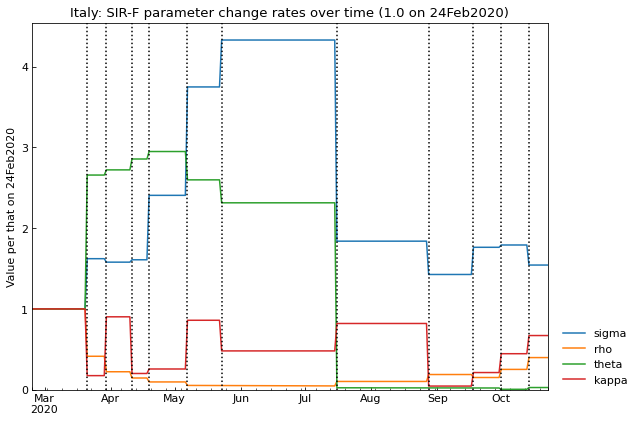 Italy: SIR-F parameter change rates over time (1.0 on 24Feb2020)
Value per that on 24Feb2020
4
3
2
1
0
Mar
2020
Apr
May
Jun
Jul
Aug
Sep
Oct
sigma
rho
theta
kappa